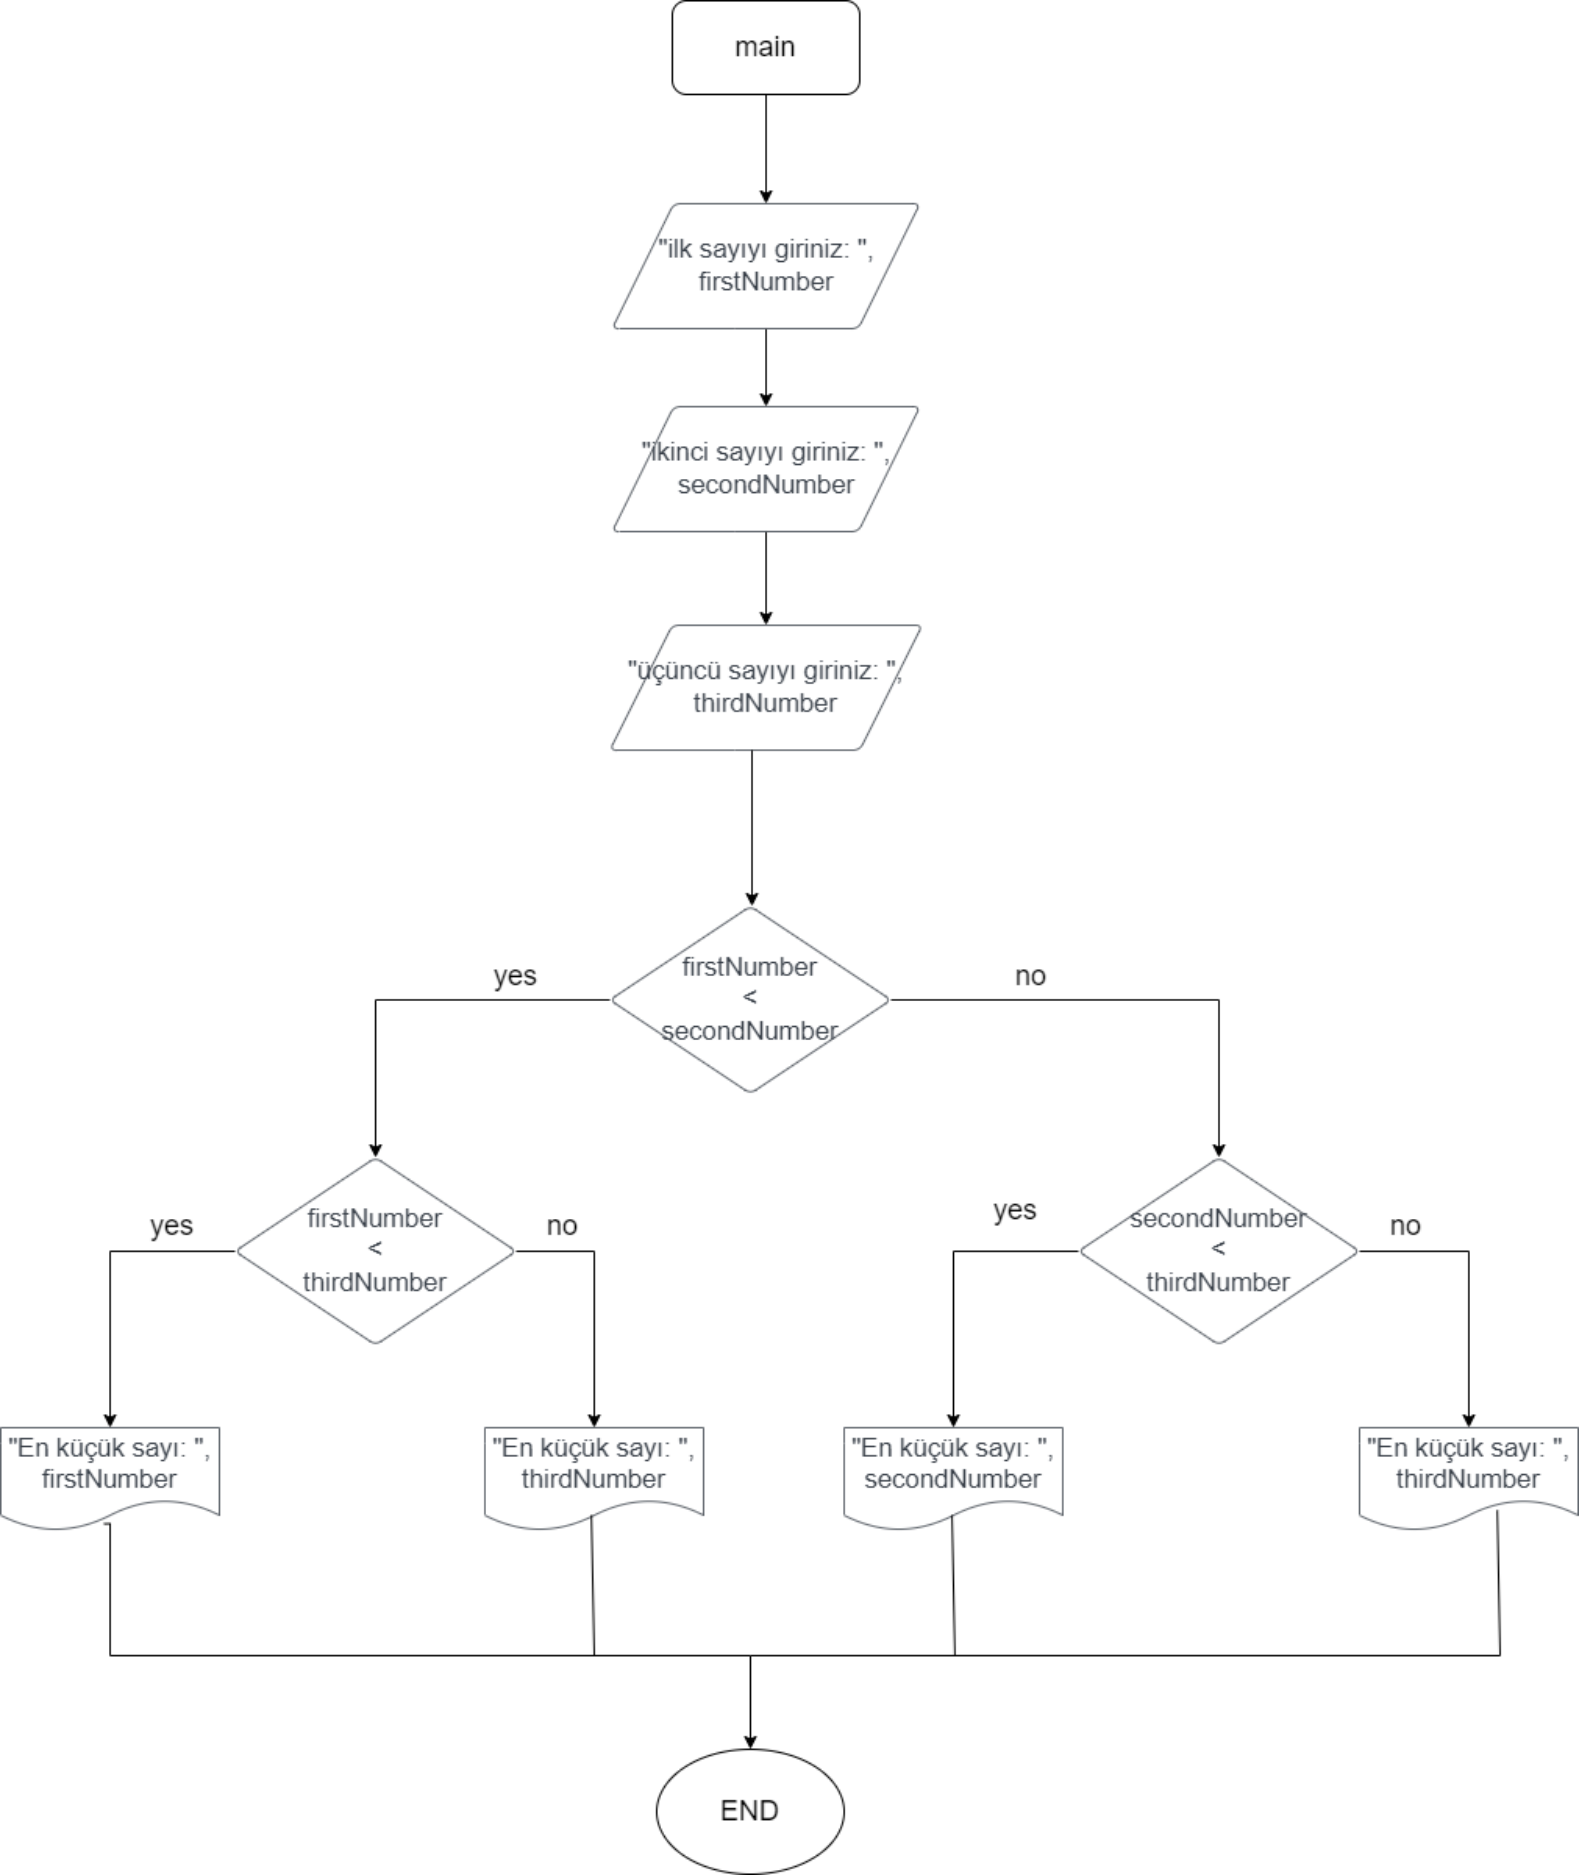 main
"ilk sayıyı giriniz: ",
firstNumber
"ikinci sayıyı giriniz: ",
secondNumber
"üçüncü sayıyı giriniz: ",
thirdNumber
firstNumber
<
secondNumber
yes
no
firstNumber
<
thirdNumber
yes
no
secondNumber
<
thirdNumber
yes
no
"En küçük sayı: ",
firstNumber
"En küçük sayı: ",
thirdNumber
"En küçük sayı: ",
secondNumber
"En küçük sayı: ",
thirdNumber
END